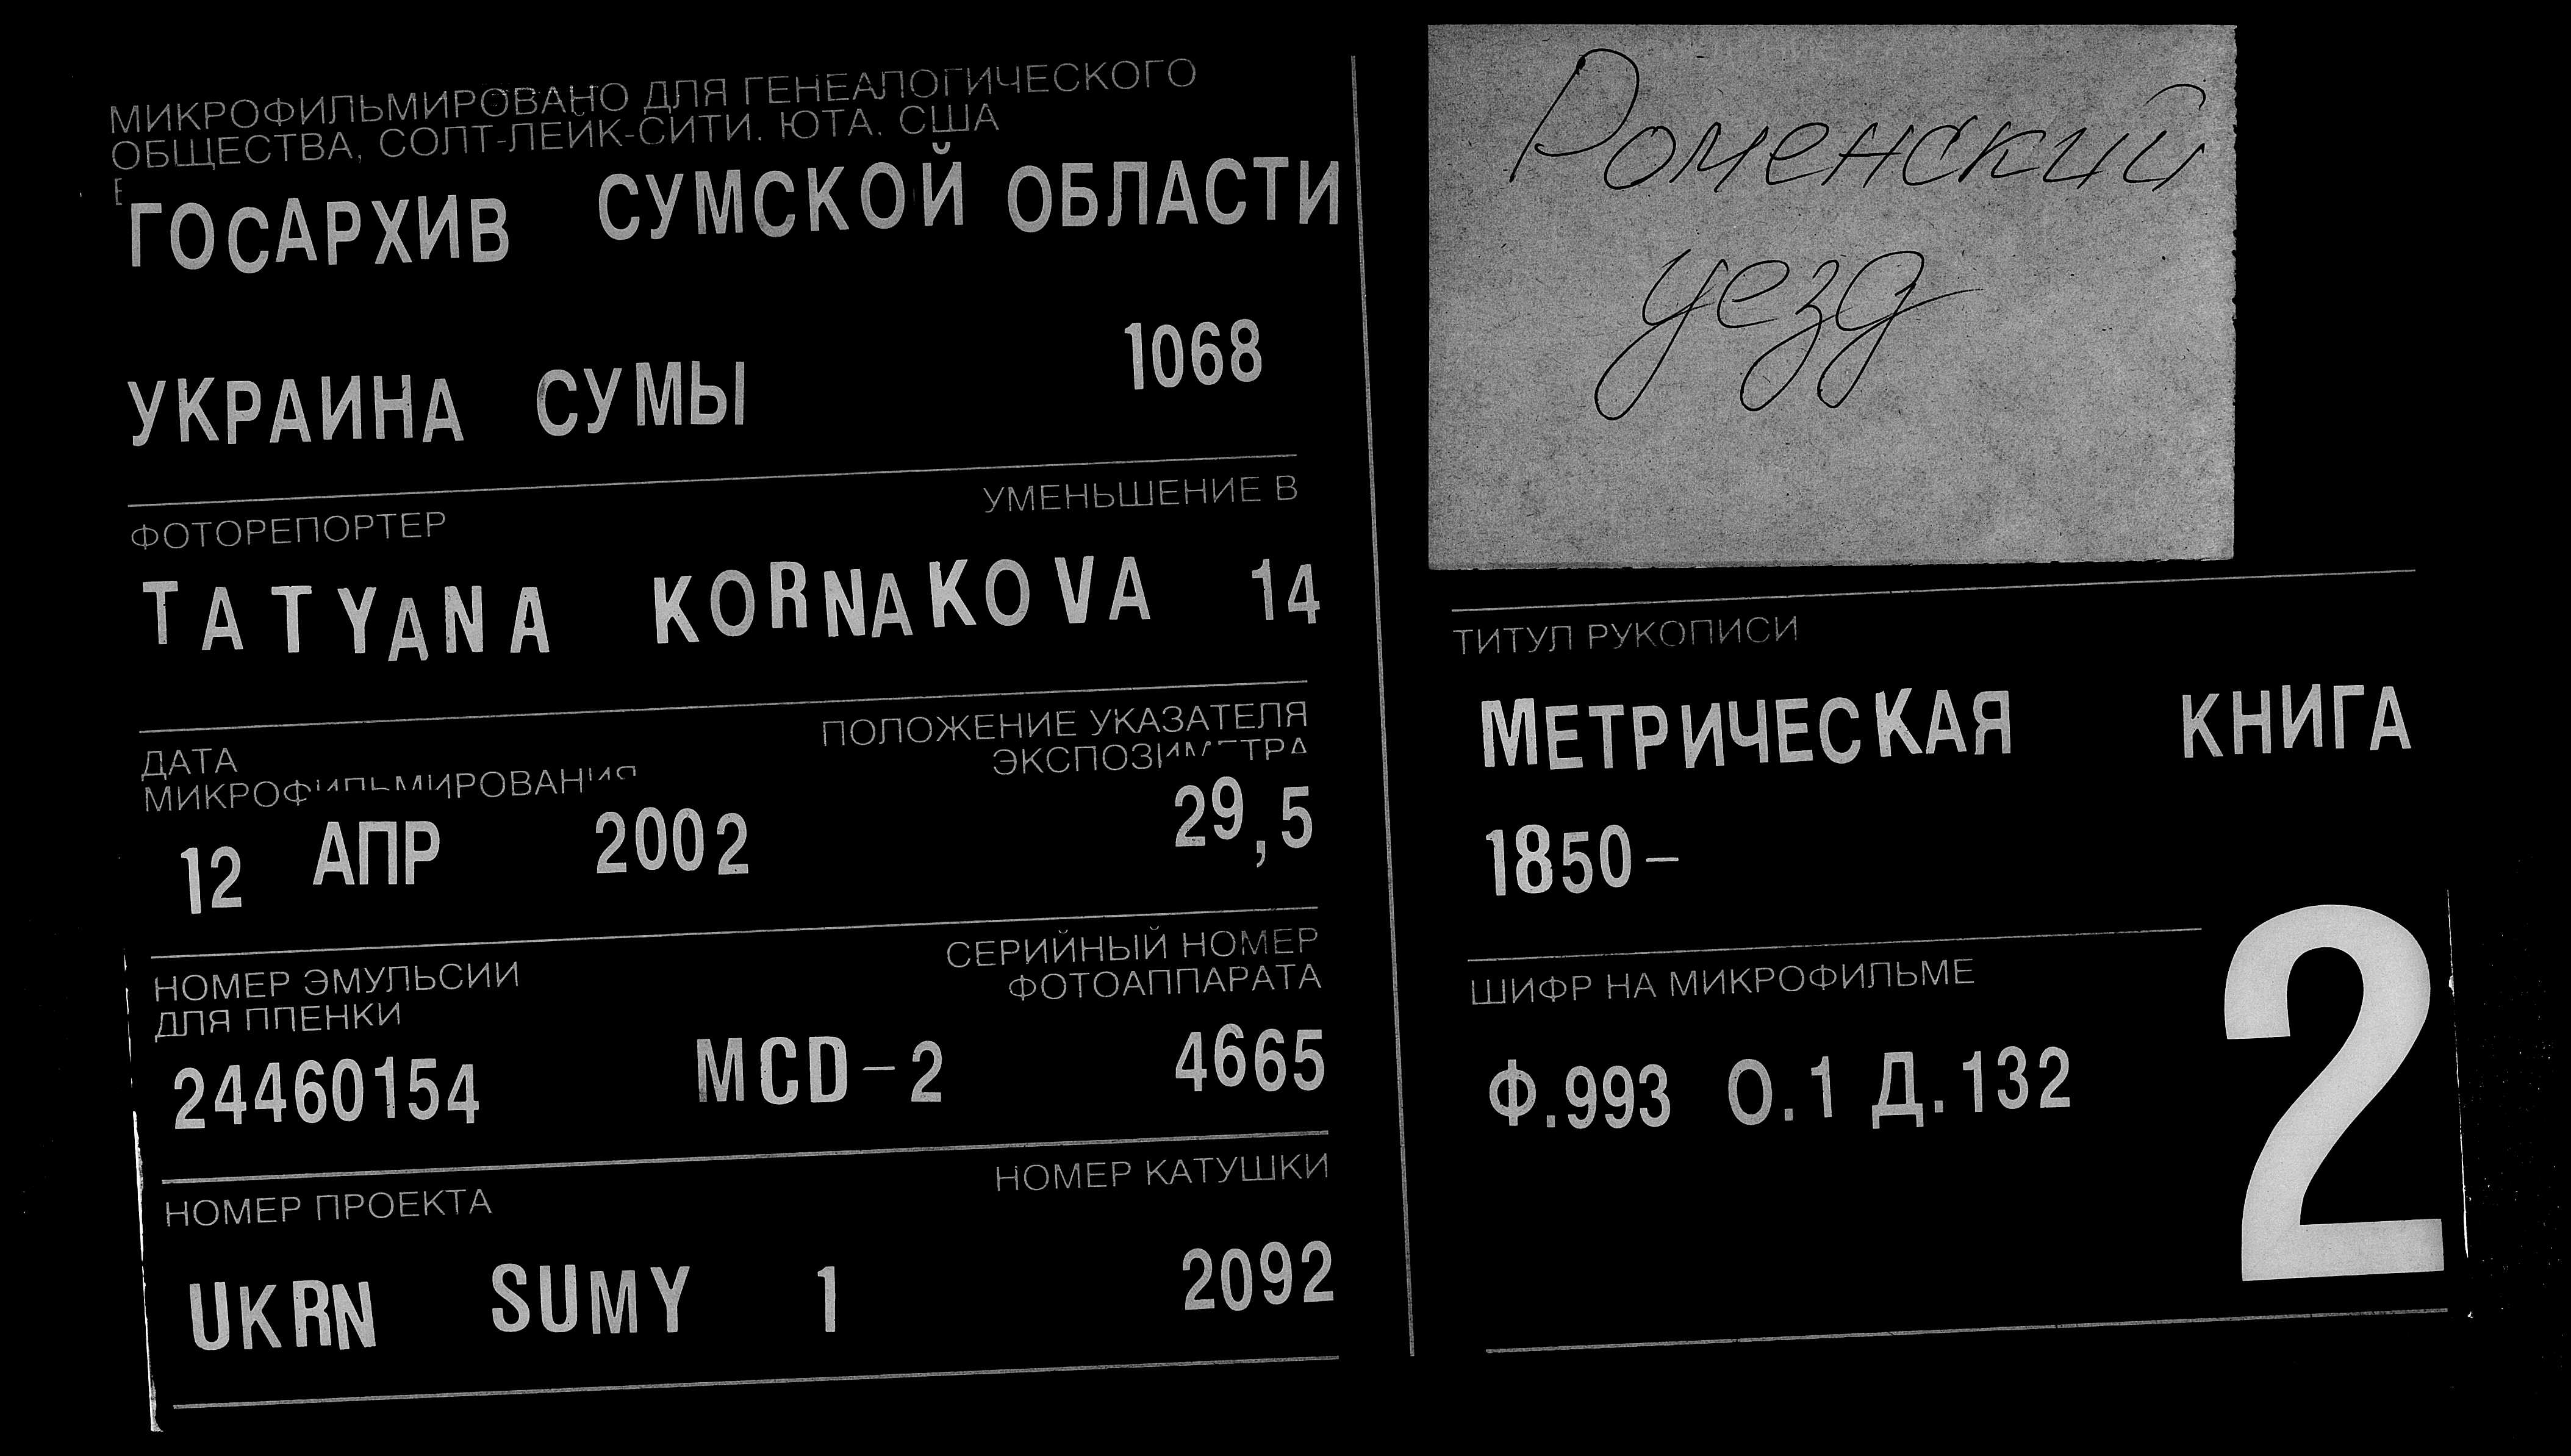 МИКРОФИЛЬМИРОВАНО ДЛЯ ГЕНЕАЛОГИЧЕСКОГО
ОБЩЕСТВА, СОЛТ-ЛЕЙК-СИТИ. ЮТА. США
В
ГОСАРХИВ СУМСКОЙ ОБЛАСТИ
УКРАИНА СУМЫ 1068
ФОТОРЕПОРТЕР УМЕНЬШЕНИЕ В
TATYANA KORNAKOVA 14
ДАТА
МИКРОФИЛЬМИРОВАНИЯ
ПОЛОЖЕНИЕ УКАЗАТЕЛЯ
ЭКСПОЗИМЕТРА
12 АПР 2002 29,5
НОМЕР ЭМУЛЬСИИ
ДЛЯ ПЛЕНКИ
СЕРИЙНЫЙ НОМЕР
ФОТОАППАРАТА
24460154 MCD-2 4665
НОМЕР ПРОЕКТА НОМЕР КАТУШКИ
UKRN SUMY 1 2092
Роменский
уезд
ТИТУЛ РУКОПИСИ
МЕТРИЧЕСКАЯ КНИГА
1850-
ШИФР НА МИКРОФИЛЬМЕ
Ф.993 О.1 Д.132
2